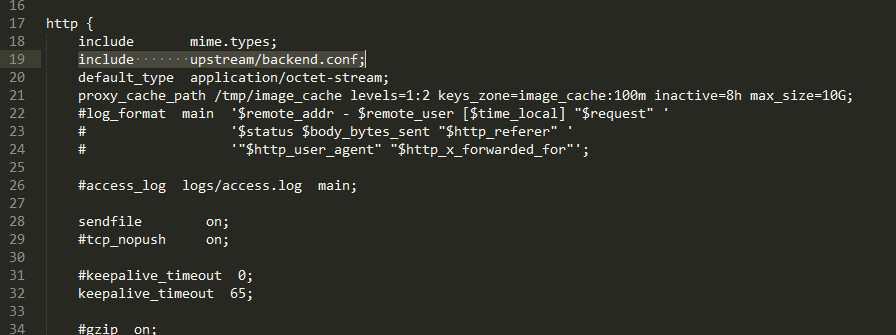 16
17 http {
18     include       mime.types;
19     include·······upstream/backend.conf;
20     default_type  application/octet-stream;
21     proxy_cache_path /tmp/image_cache levels=1:2 keys_zone=image_cache:100m inactive=8h max_size=10G;
22     #log_format  main  '$remote_addr - $remote_user [$time_local] "$request" '
23     #                  '$status $body_bytes_sent "$http_referer" '
24     #                  '"$http_user_agent" "$http_x_forwarded_for"';
25
26     #access_log  logs/access.log  main;
27
28     sendfile        on;
29     #tcp_nopush     on;
30
31     #keepalive_timeout  0;
32     keepalive_timeout  65;
33
34     #gzip  on;